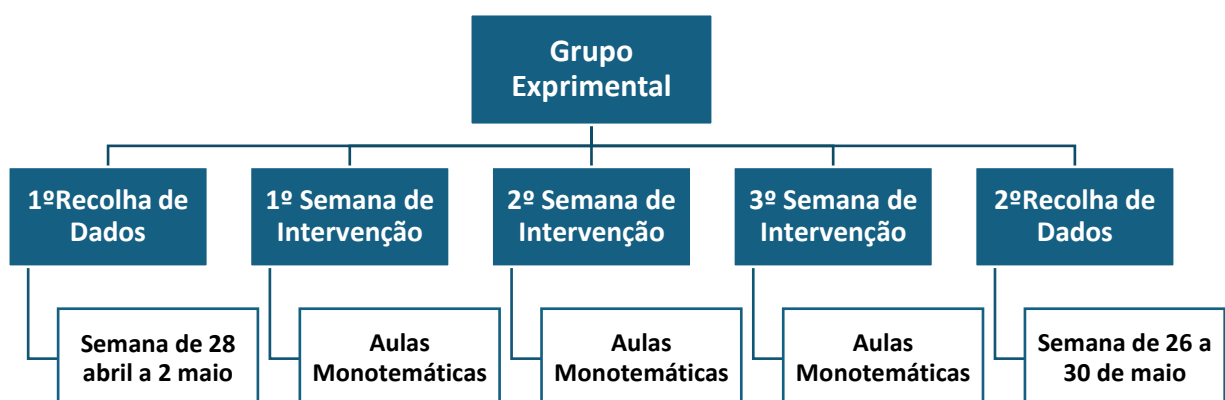 Grupo
Exprimental
1ºRecolha de
Dados
1º Semana de
Intervenção
2º Semana de
Intervenção
3º Semana de
Intervenção
2ºRecolha de
Dados
Semana de 28
abril a 2 maio
Aulas
Monotemáticas
Aulas
Monotemáticas
Aulas
Monotemáticas
Semana de 26 a
30 de maio